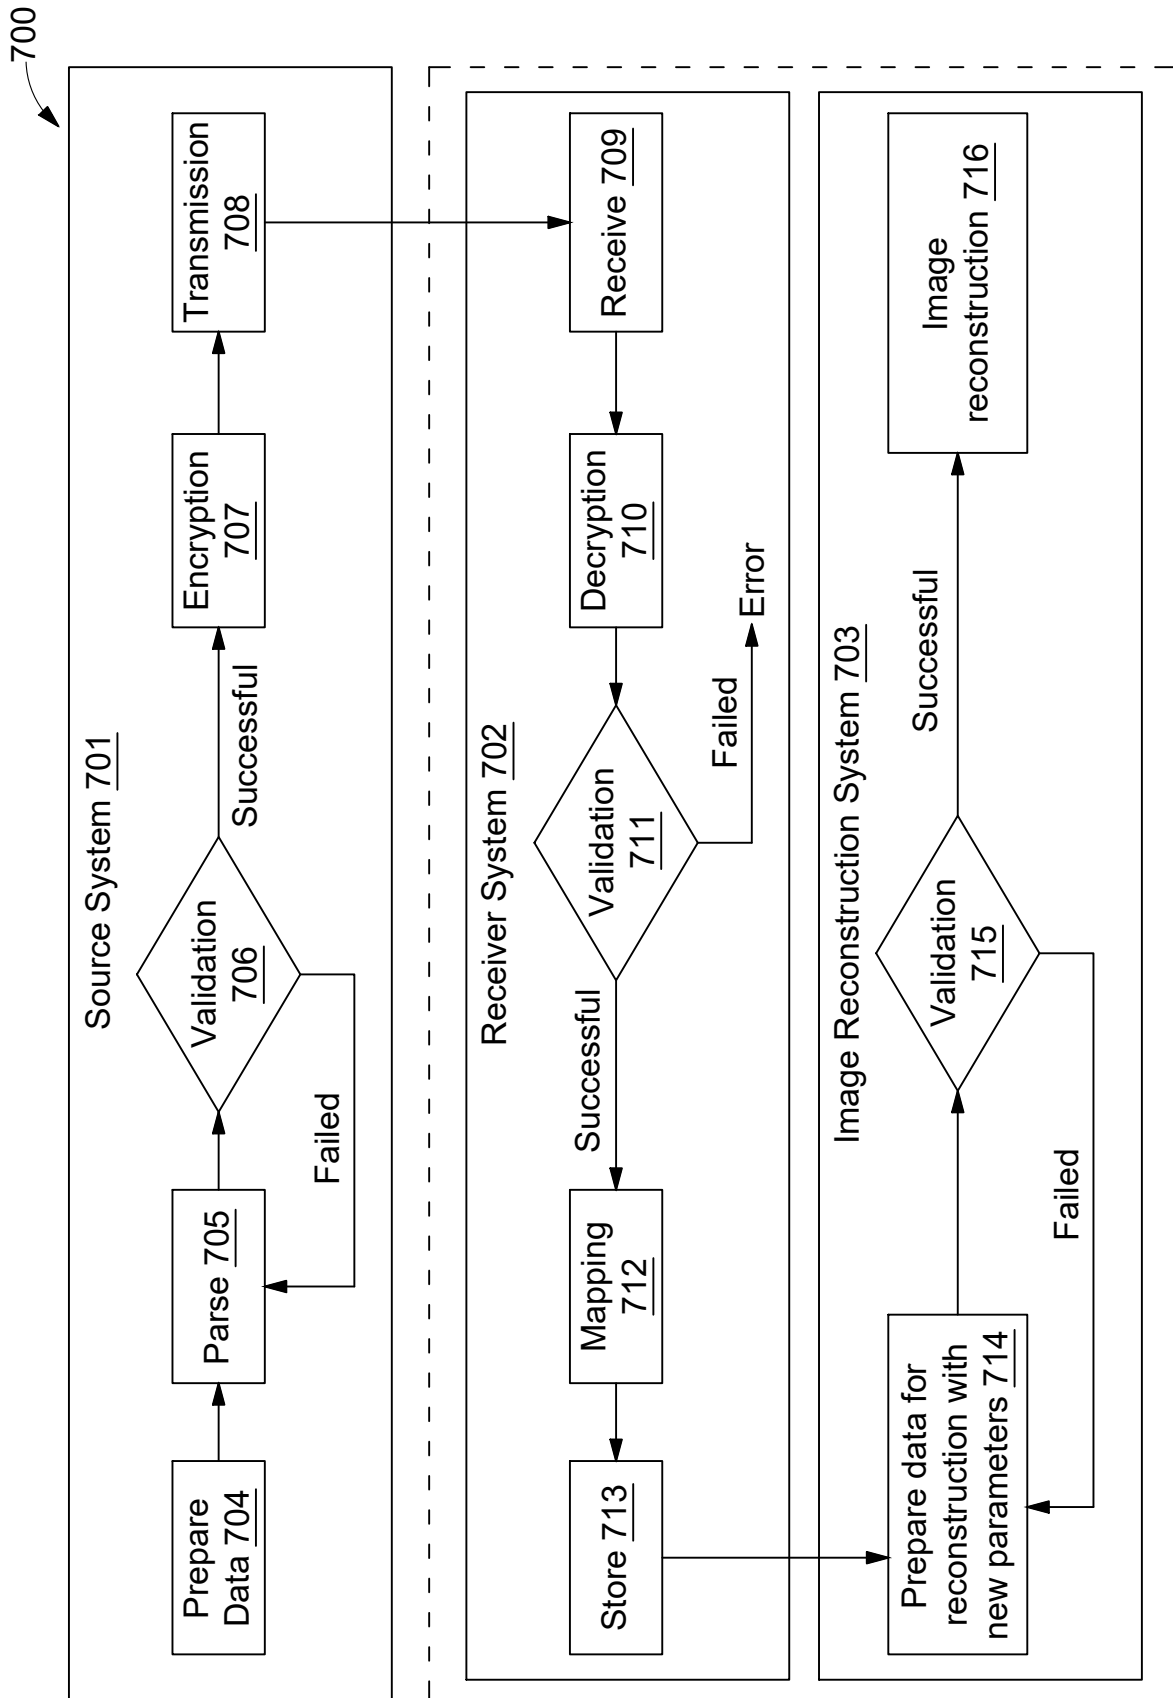 700
Source System 701
Prepare
Data 704
Parse 705
Validation
706
Failed
Successful
Encryption
707
Transmission
708
Receiver System 702
Receive 709
Decryption
710
Validation
711
Failed
Error
Successful
Mapping
712
Store 713
Image Reconstruction System 703
Prepare data for
reconstruction with
new parameters 714
Validation
715
Failed
Successful
Image
reconstruction 716